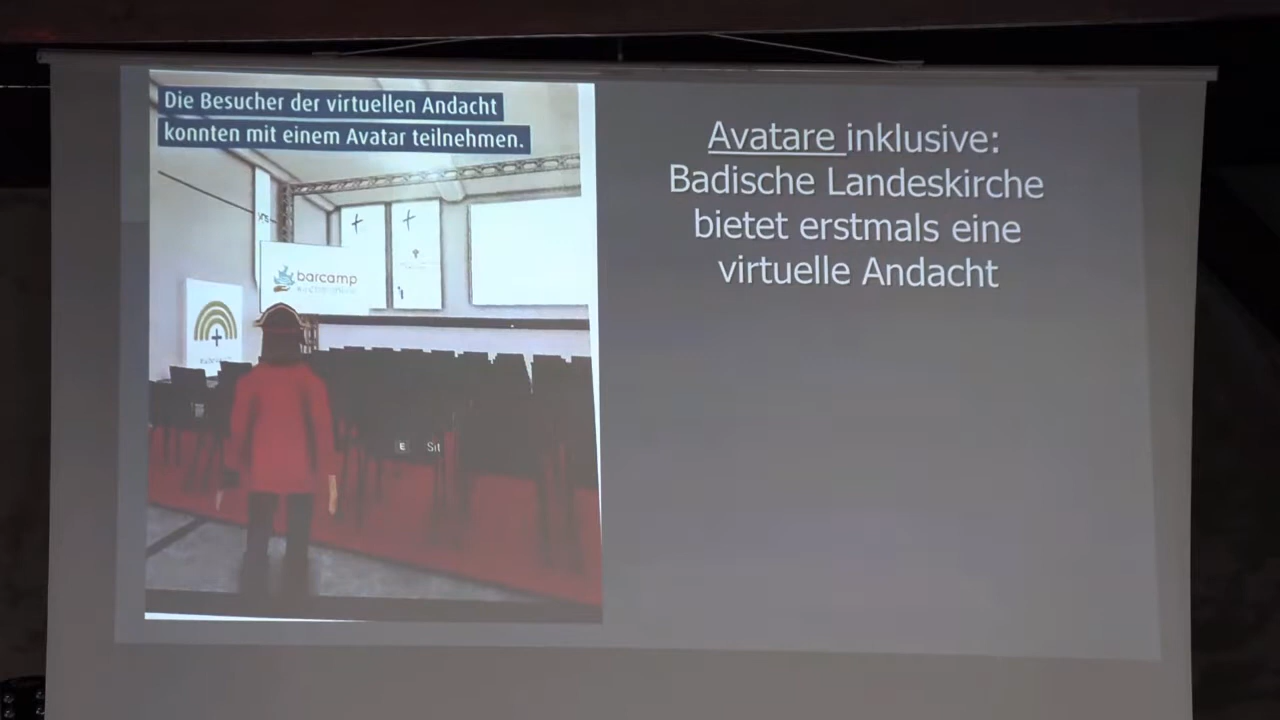 Die Besucher der virtuellen Andacht
konnten mit einem Avatar teilnehmen.
Avatare inklusive:
Badische Landeskirche
bietet erstmals eine
virtuelle Andacht
barcamp
E Sit